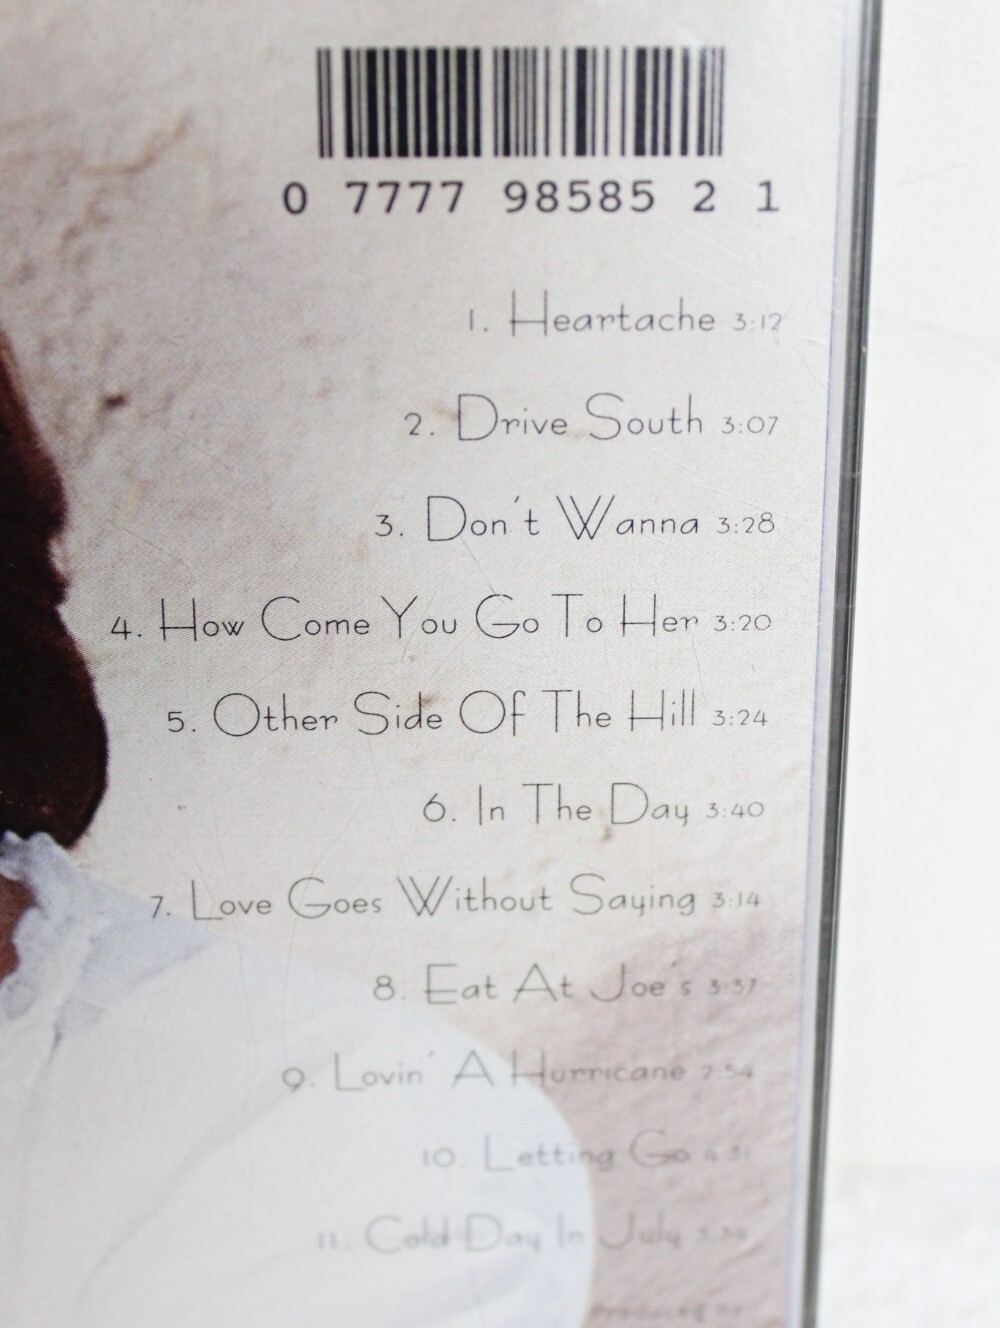 0 7777 98585 2 1
1. Heartache 3:12
2. Drive South 3:07
3. Don't Wanna 3:28
4. How Come You Go To Her 3:20
5. Other Side Of The Hill 3:24
6. In The Day 3:40
7. Love Goes Without Saying 3:14
8. Eat At Joe's 3:37
9. Lovin' A Hurricane 2:54
10. Letting Go 4:31
11. Cold Day In July